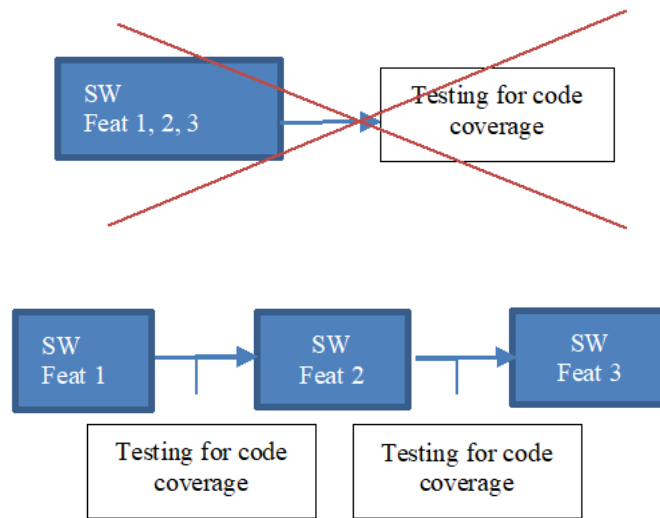 SW
Feat 1, 2, 3
Testing for code
coverage
SW
Feat 1
SW
Feat 2
SW
Feat 3
Testing for code
coverage
Testing for code
coverage